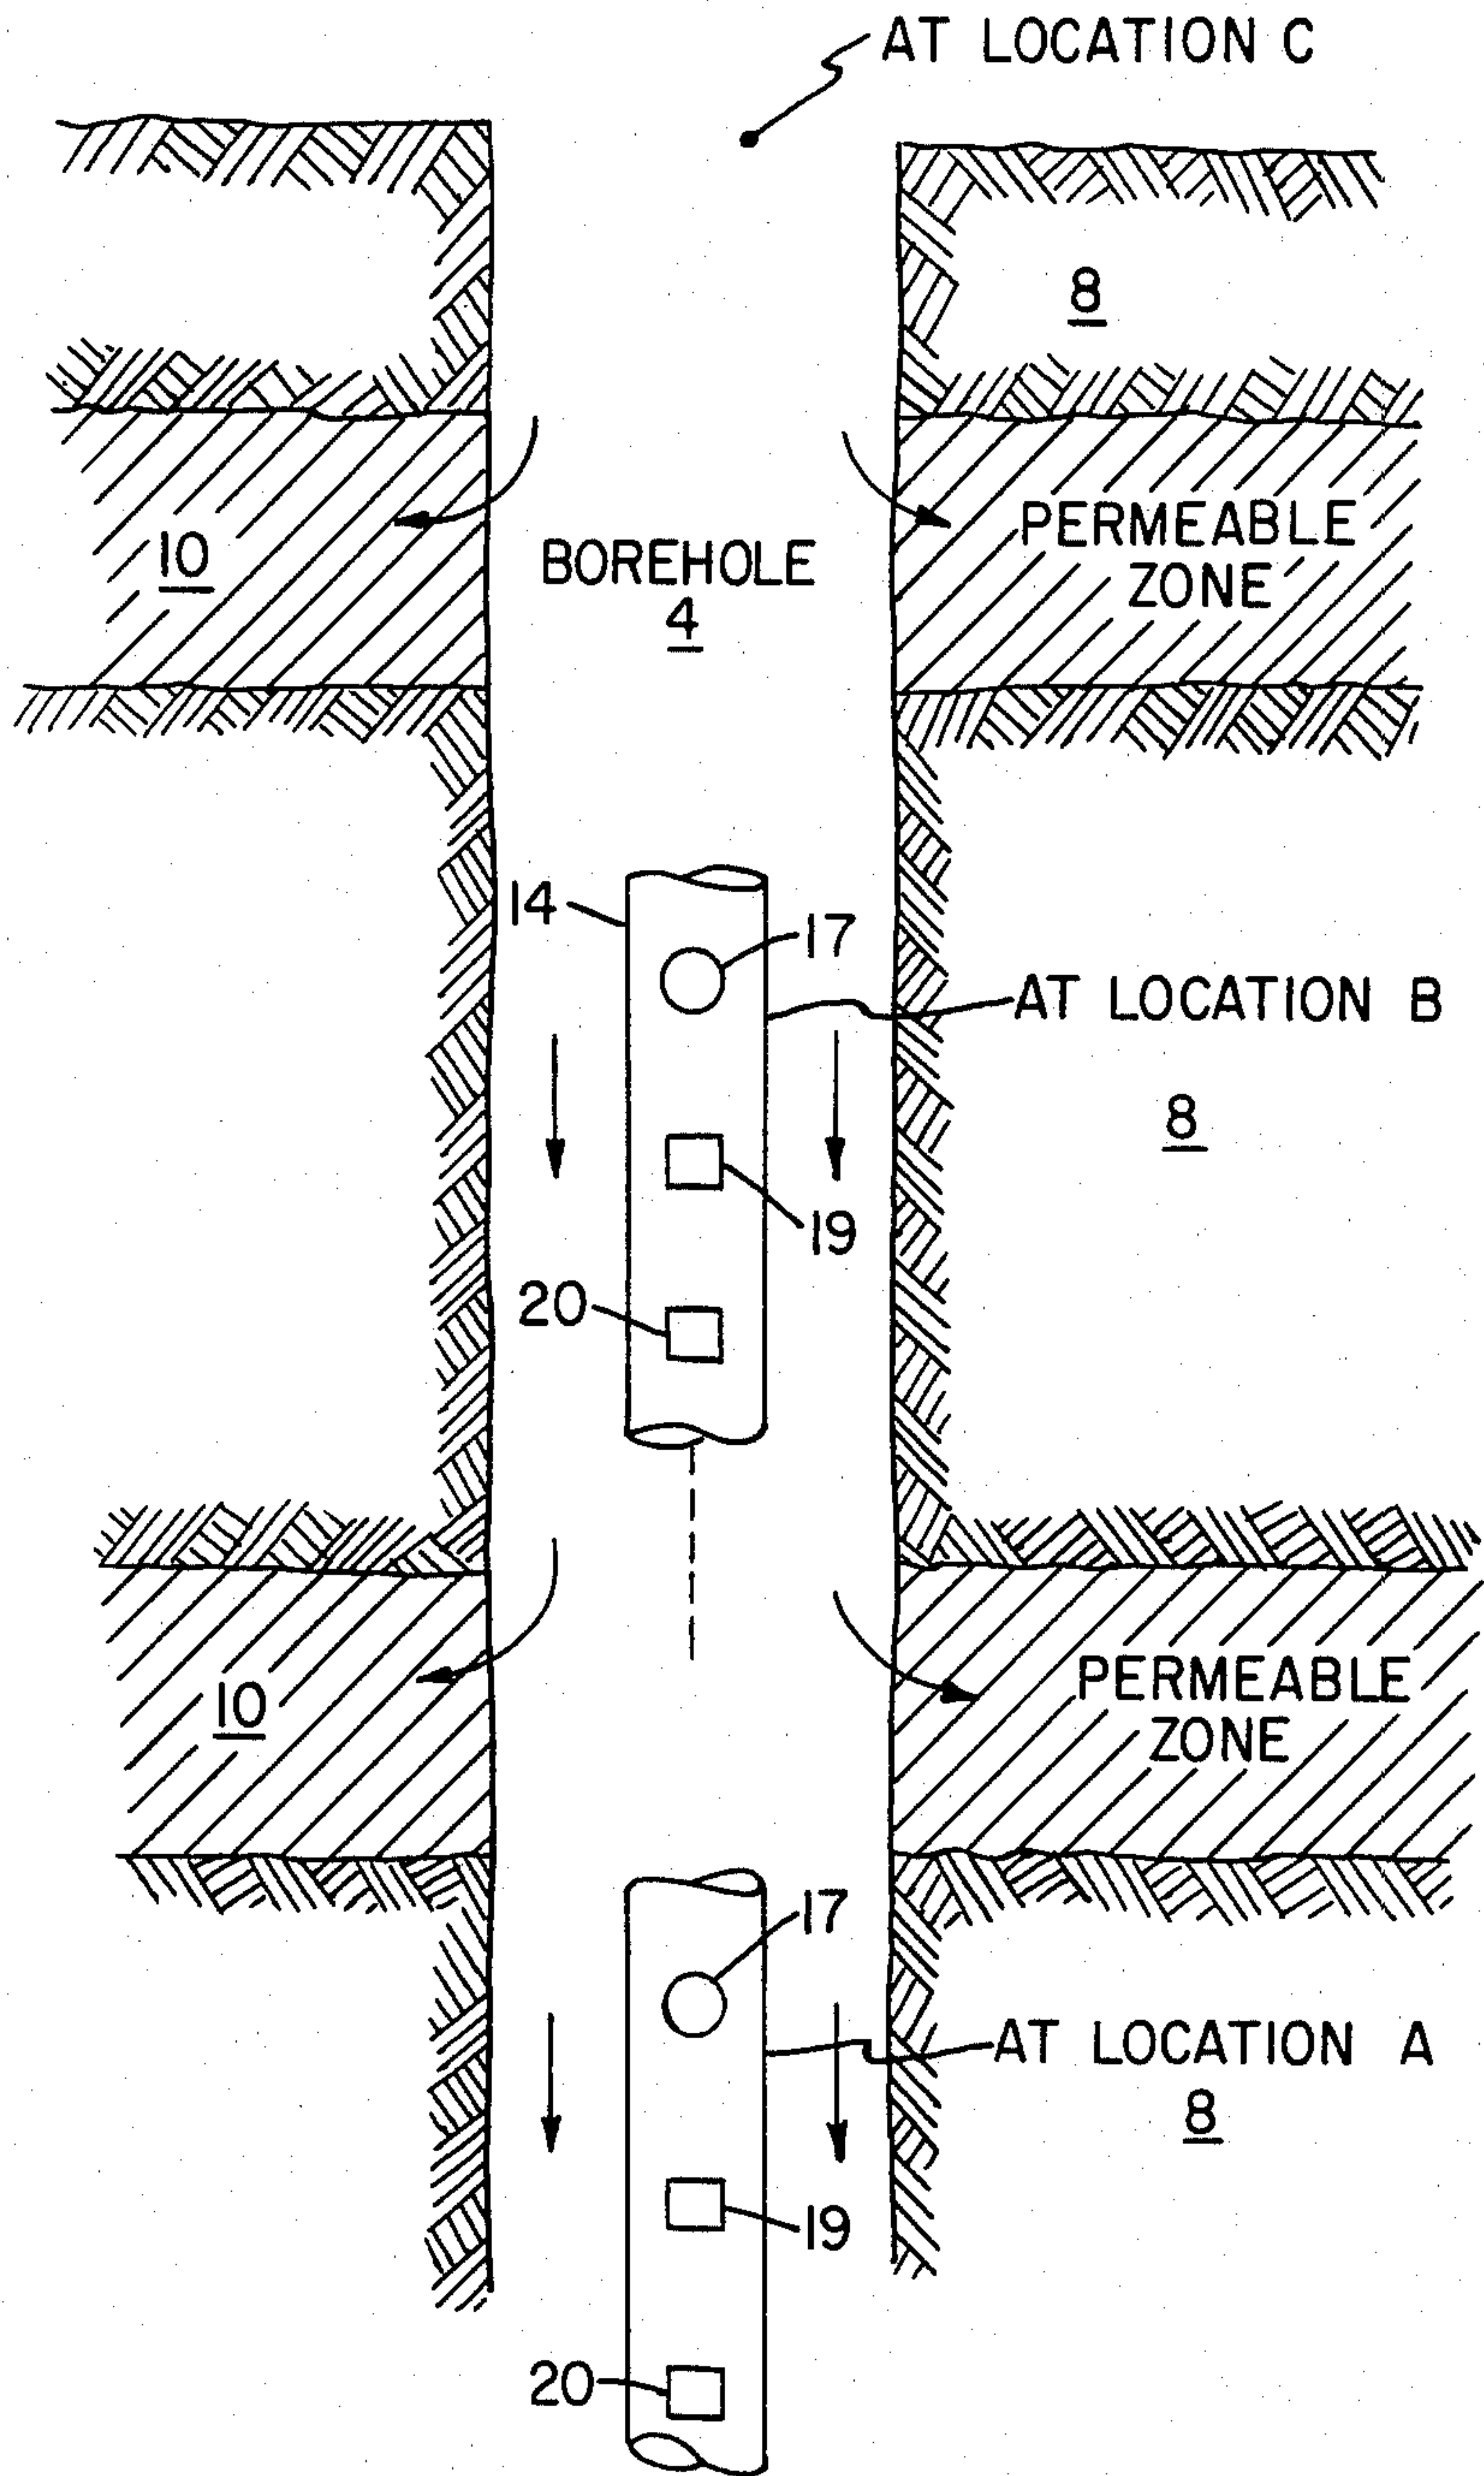 AT LOCATION C
8
10
BOREHOLE
4
PERMEABLE
ZONE
14
17
AT LOCATION B
8
19
20
10
PERMEABLE
ZONE
17
AT LOCATION A
8
19
20